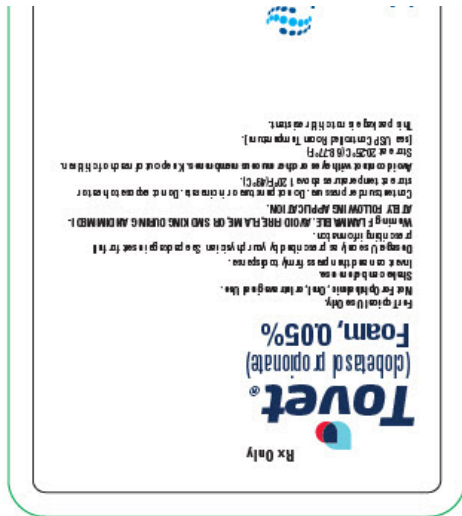 Rx Only
Tovet®
(clobetasol propionate)
Foam, 0.05%
For Topical Use Only.
Not For Ophthalmic, Oral, or Intravaginal Use.
Shake can before use.
Invert can and then press firmly to dispense.
Dosage: Use only as prescribed by your physician. See package insert for full
prescribing information.
Warning: FLAMMABLE. AVOID FIRE, FLAME, OR SMOKING DURING AND IMMEDI-
ATELY FOLLOWING APPLICATION.
Contents under pressure. Do not puncture or incinerate. Do not expose to heat or
store at temperatures above 120°F(49°C).
Avoid contact with eyes or other mucous membranes. Keep out of reach of children.
Store at 20-25°C (68-77°F)
[see USP Controlled Room Temperature].
This package is not child resistant.